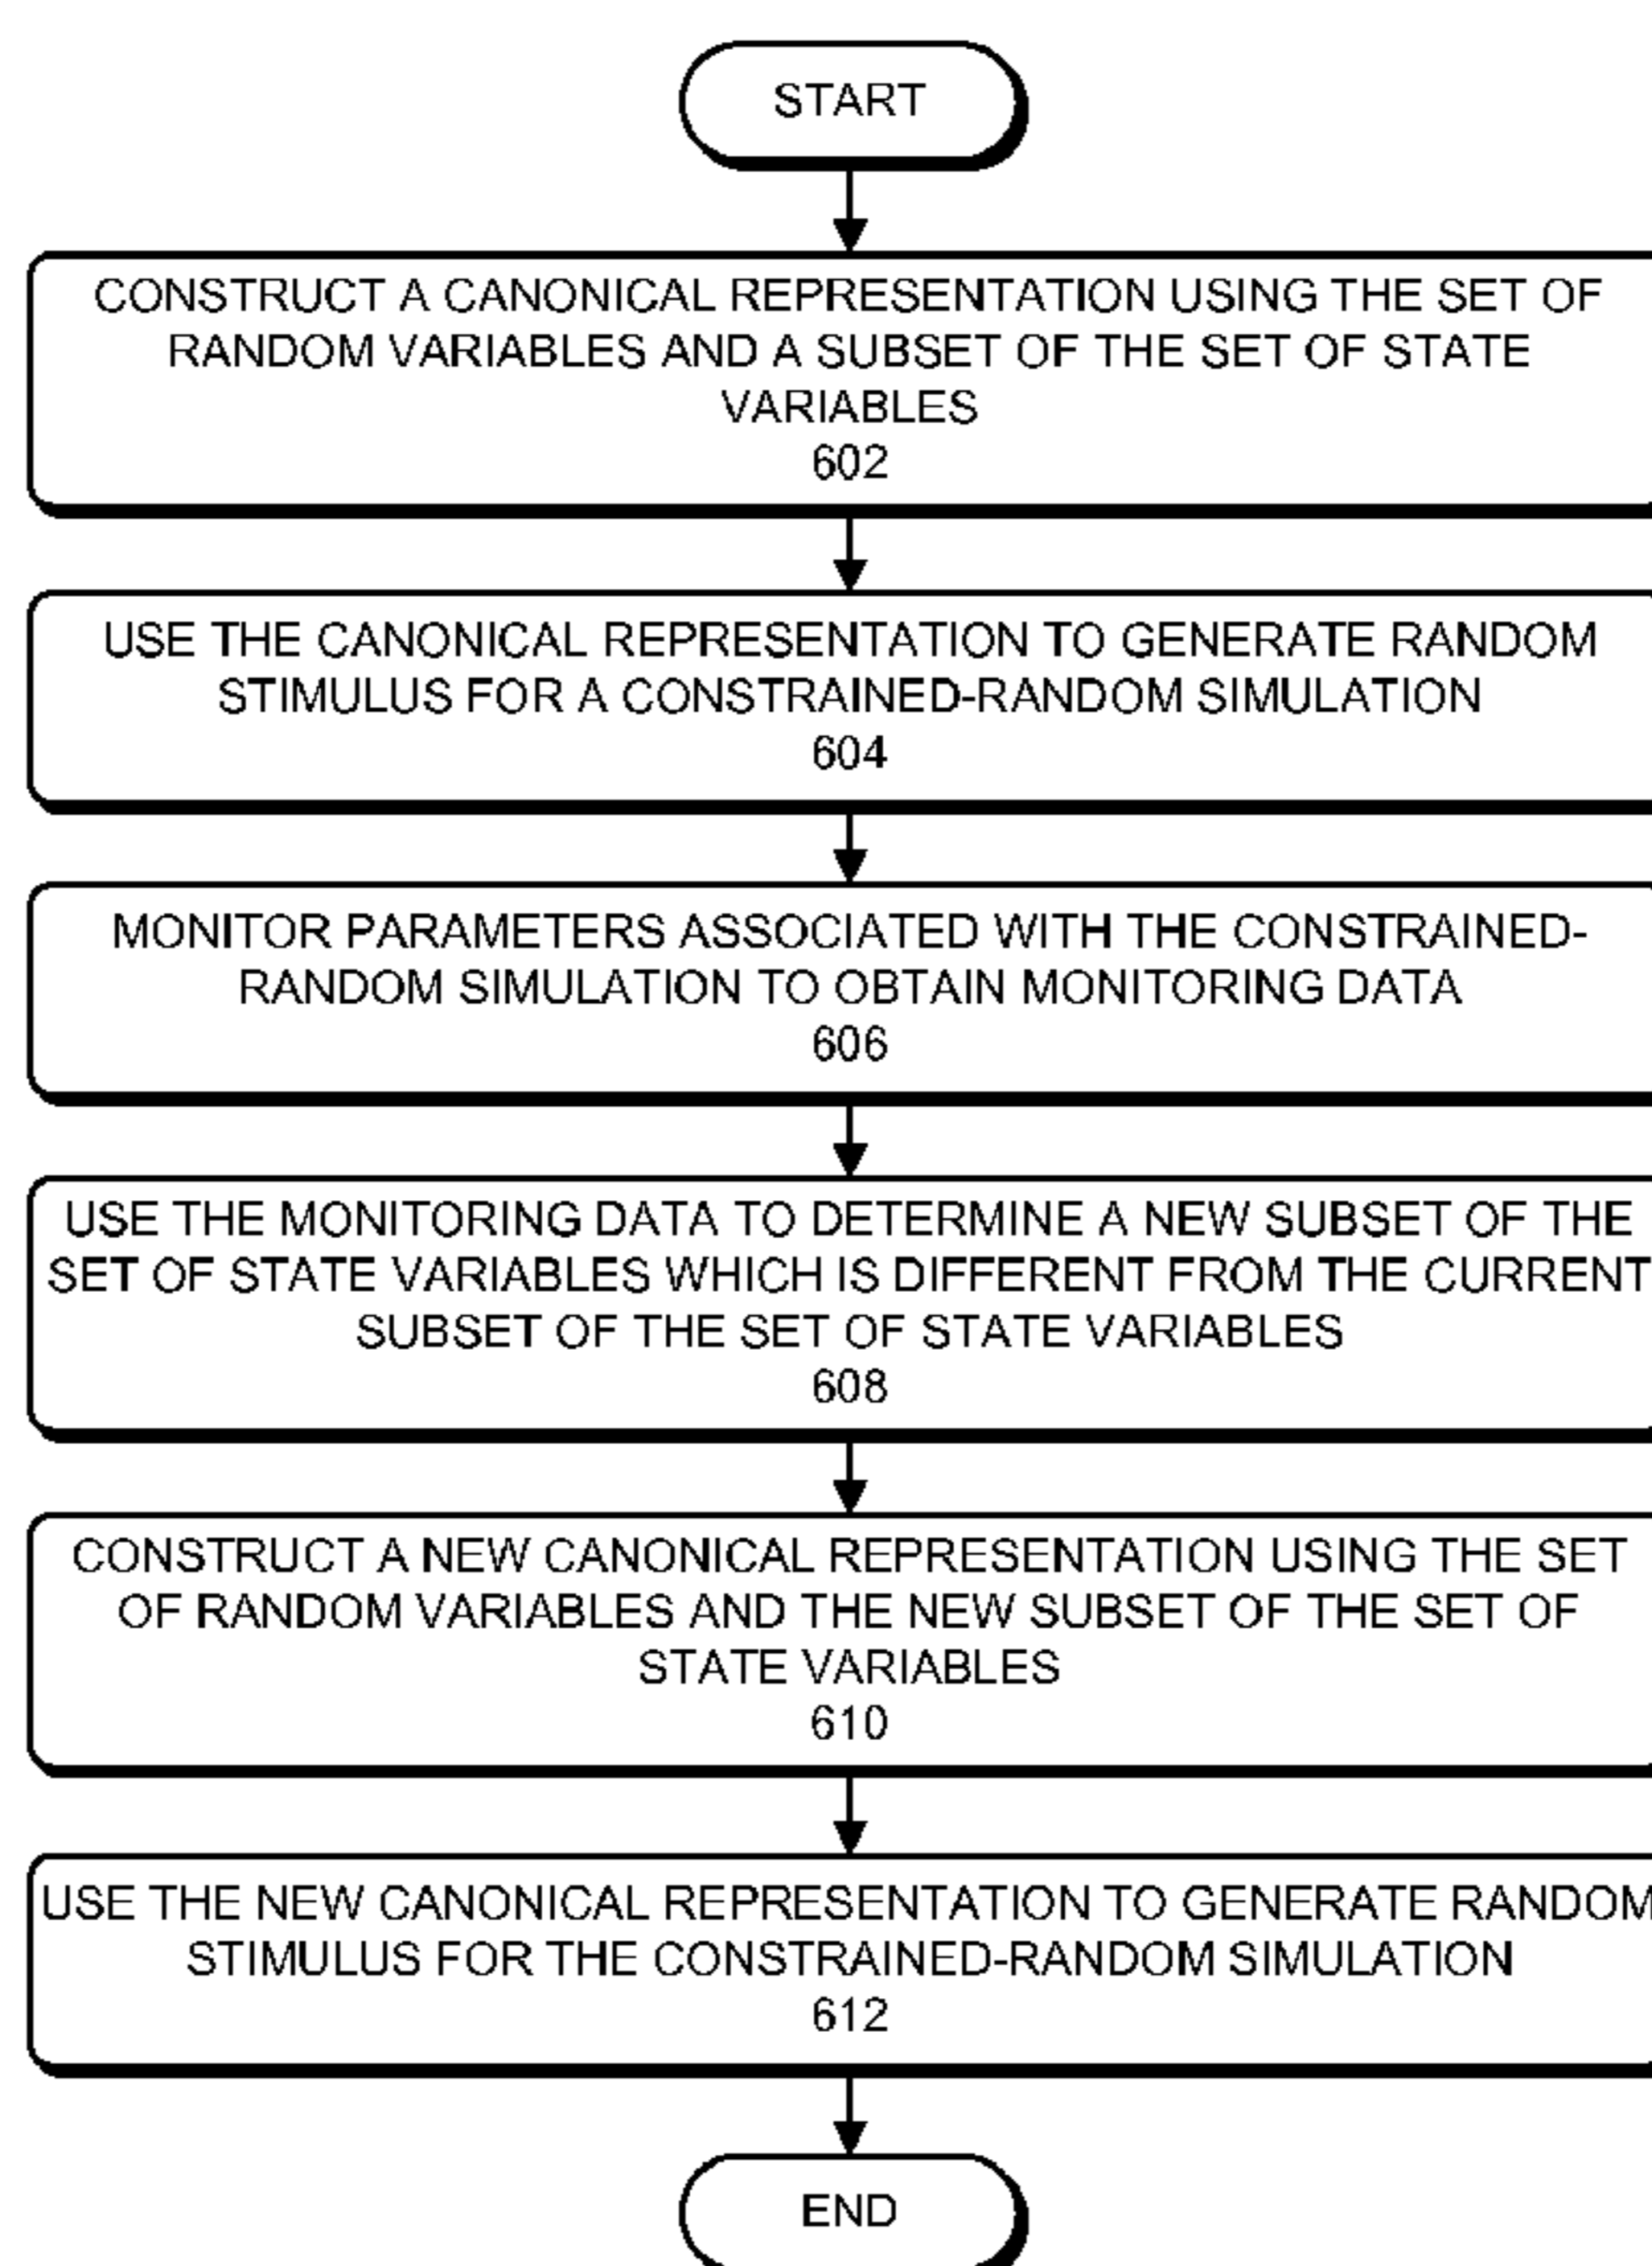 START
CONSTRUCT A CANONICAL REPRESENTATION USING THE SET OF
RANDOM VARIABLES AND A SUBSET OF THE SET OF STATE
VARIABLES
602
USE THE CANONICAL REPRESENTATION TO GENERATE RANDOM
STIMULUS FOR A CONSTRAINED-RANDOM SIMULATION
604
MONITOR PARAMETERS ASSOCIATED WITH THE CONSTRAINED-
RANDOM SIMULATION TO OBTAIN MONITORING DATA
606
USE THE MONITORING DATA TO DETERMINE A NEW SUBSET OF THE
SET OF STATE VARIABLES WHICH IS DIFFERENT FROM THE CURRENT
SUBSET OF THE SET OF STATE VARIABLES
608
CONSTRUCT A NEW CANONICAL REPRESENTATION USING THE SET
OF RANDOM VARIABLES AND THE NEW SUBSET OF THE SET OF
STATE VARIABLES
610
USE THE NEW CANONICAL REPRESENTATION TO GENERATE RANDOM
STIMULUS FOR THE CONSTRAINED-RANDOM SIMULATION
612
END